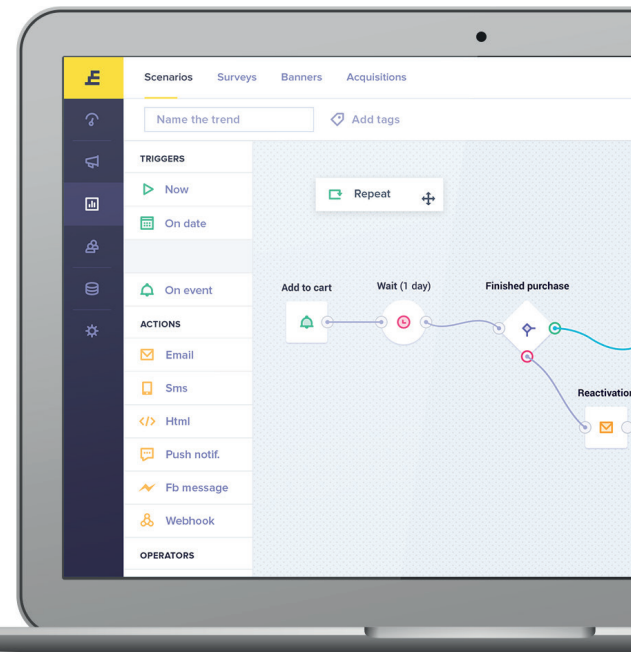 Scenarios Surveys Banners Acquisitions
Name the trend Add tags
TRIGGERS
Now
On date
On event
ACTIONS
Email
Sms
Html
Push notif.
Fb message
Webhook
OPERATORS
Repeat
Add to cart
Wait (1 day)
Finished purchase
Reactivation